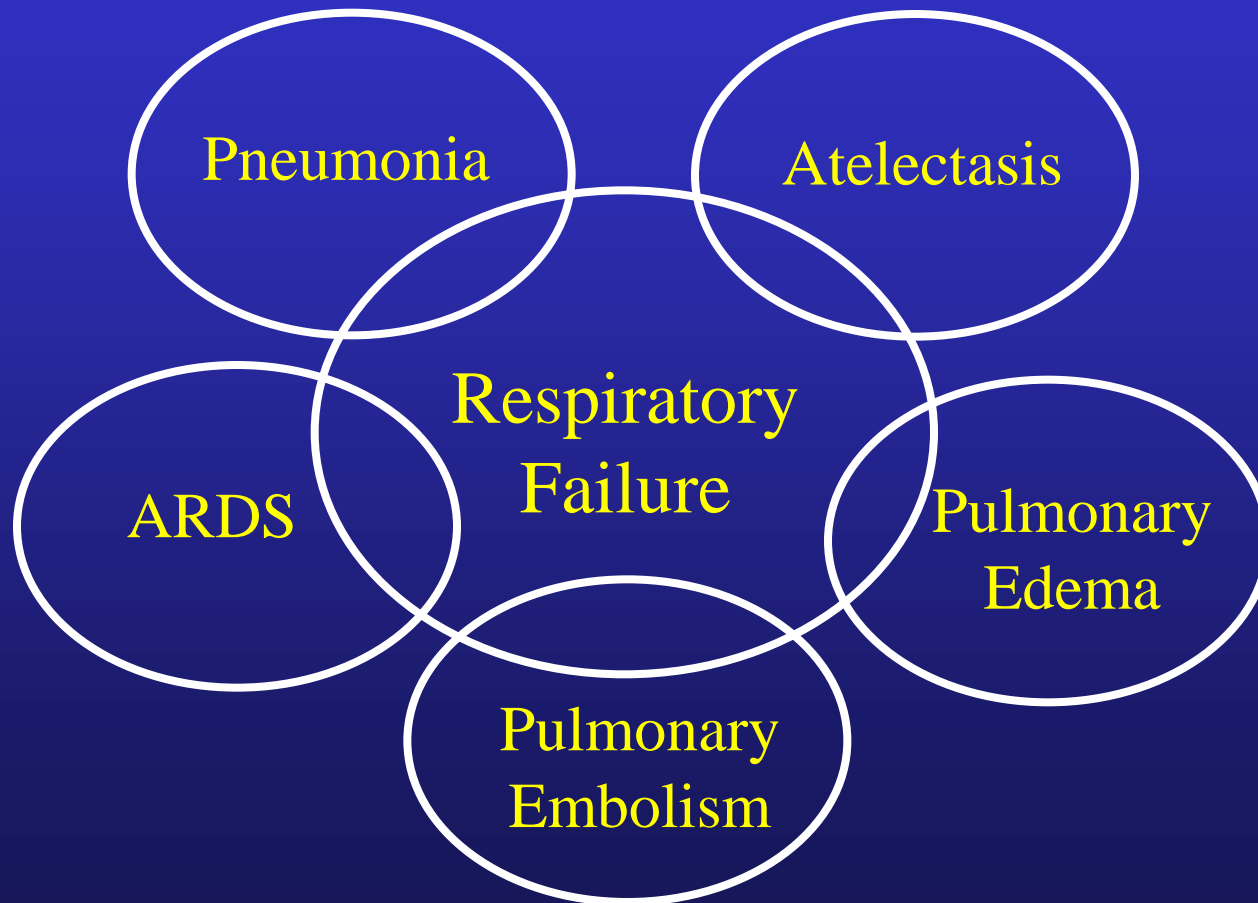 Pneumonia
Atelectasis
Respiratory
Failure
ARDS
Pulmonary
Edema
Pulmonary
Embolism